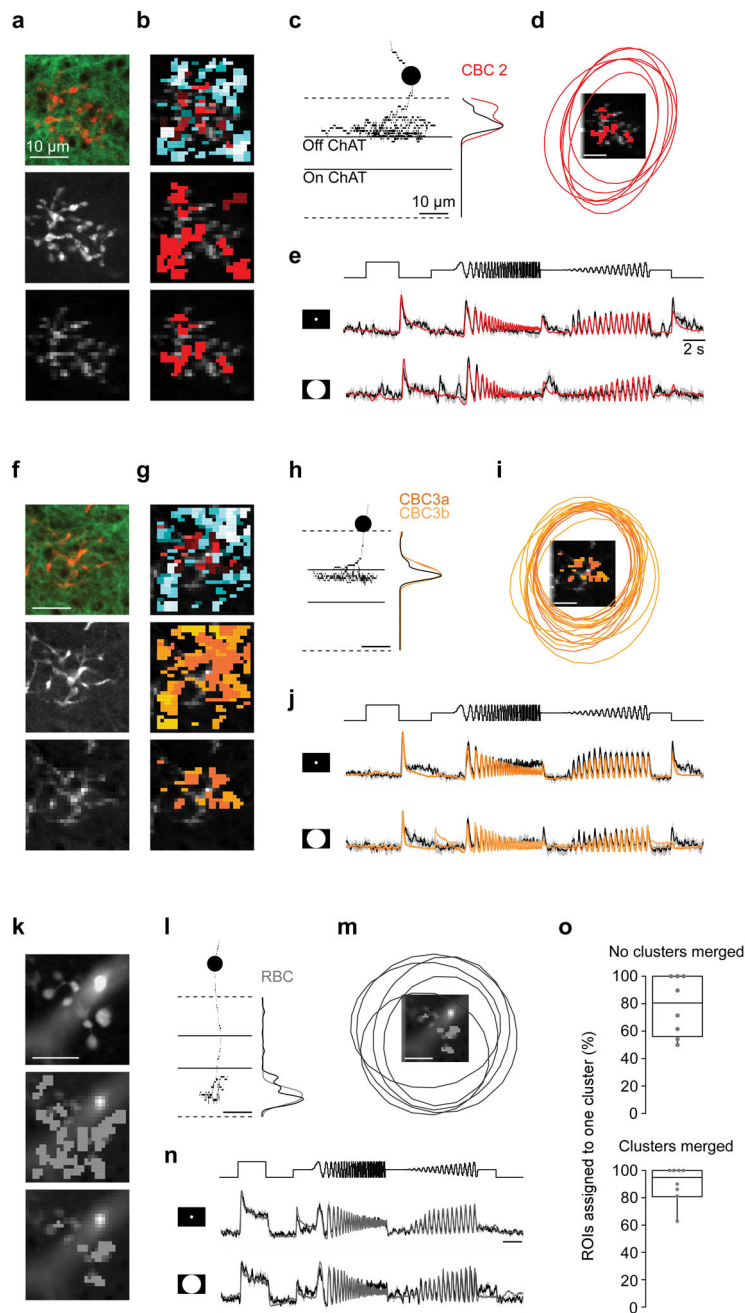 a
b
c
d
10 µm
CBC 2
Off ChAT
On ChAT
10 µm
e
2 s
f
g
h
i
CBC3a
CBC3b
j
k
l
m
o
RBC
No clusters merged
100
80
60
40
20
0
n
Clusters merged
100
80
60
40
20
0
ROIs assigned to one cluster (%)